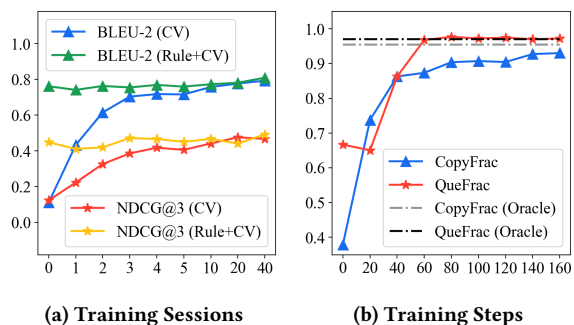 BLEU-2 (CV)
BLEU-2 (Rule+CV)
1.0
0.8
0.6
0.4
0.2
0.0
NDCG@3 (CV)
NDCG@3 (Rule+CV)
0 1 2 3 4 5 10 20 40
(a) Training Sessions
1.0
0.9
0.8
0.7
0.6
0.5
0.4
CopyFrac
QueFrac
CopyFrac (Oracle)
QueFrac (Oracle)
0 20 40 60 80 100 120 140 160
(b) Training Steps